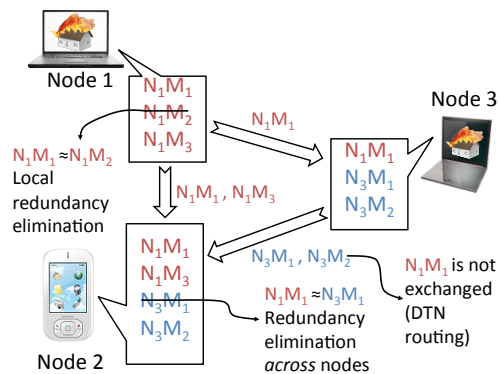 Node 1
N₁M₁
N₁M₂
N₁M₃
N₁M₁
Node 3
N₁M₁ ≈N₁M₂
Local
redundancy
elimination
N₁M₁ , N₁M₃
N₁M₁
N₃M₁
N₃M₂
N₁M₁
N₁M₃
N₃M₁
N₃M₂
N₃M₁ , N₃M₂
N₁M₁ is not
exchanged
(DTN
routing)
N₁M₁ ≈N₃M₁
Redundancy
elimination
across nodes
Node 2